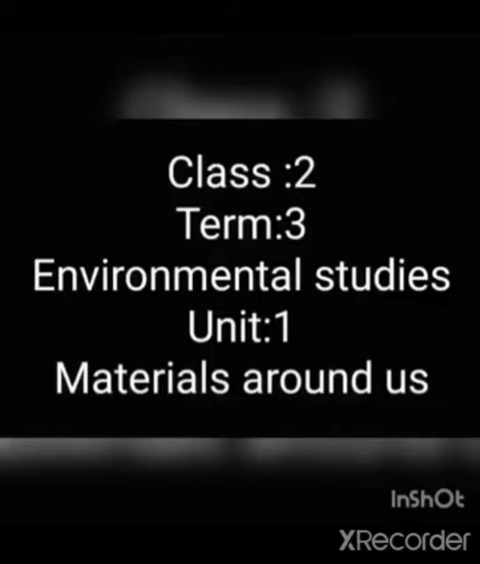 Class :2
Term:3
Environmental studies
Unit:1
Materials around us
InShOt
XRecorder